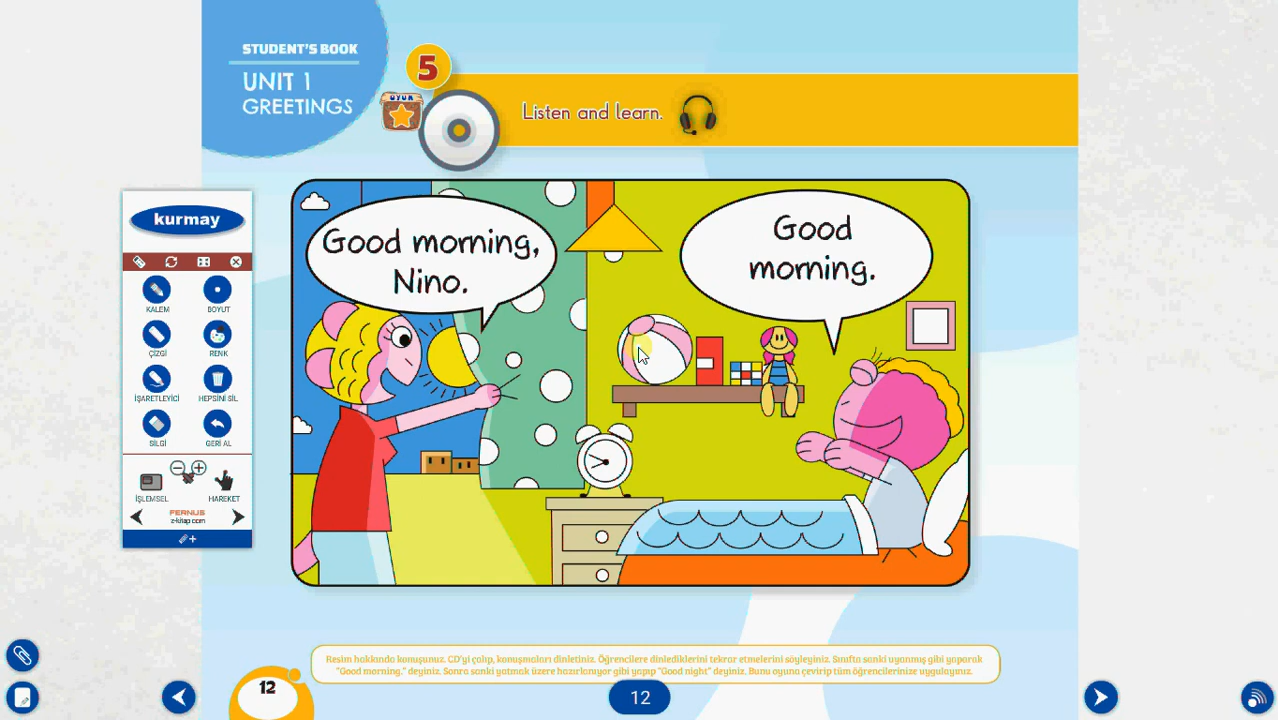 STUDENT'S BOOK
UNIT 1
GREETINGS
5
OYUN
Listen and learn.
kurmay
KALEM
BOYUT
ÇİZGİ
RENK
İŞARETLEYİCİ
HEPSİNİ SİL
SİLGİ
GERİ AL
İŞLEMSEL
HAREKET
FERNUS
z-kitap.com
Good morning,
Nino.
Good
morning.
Resim hakkında konuşunuz. CD'yi çalıp, konuşmaları dinletiniz. Öğrencilere dinlediklerini tekrar etmelerini söyleyiniz. Sınıfta sanki uyanmış gibi yaparak
"Good morning." deyiniz. Sonra sanki yatmak üzere hazırlanıyor gibi yapıp "Good night" deyiniz. Bunu oyuna çevirip tüm öğrencilerinize uygulayınız.
12
12